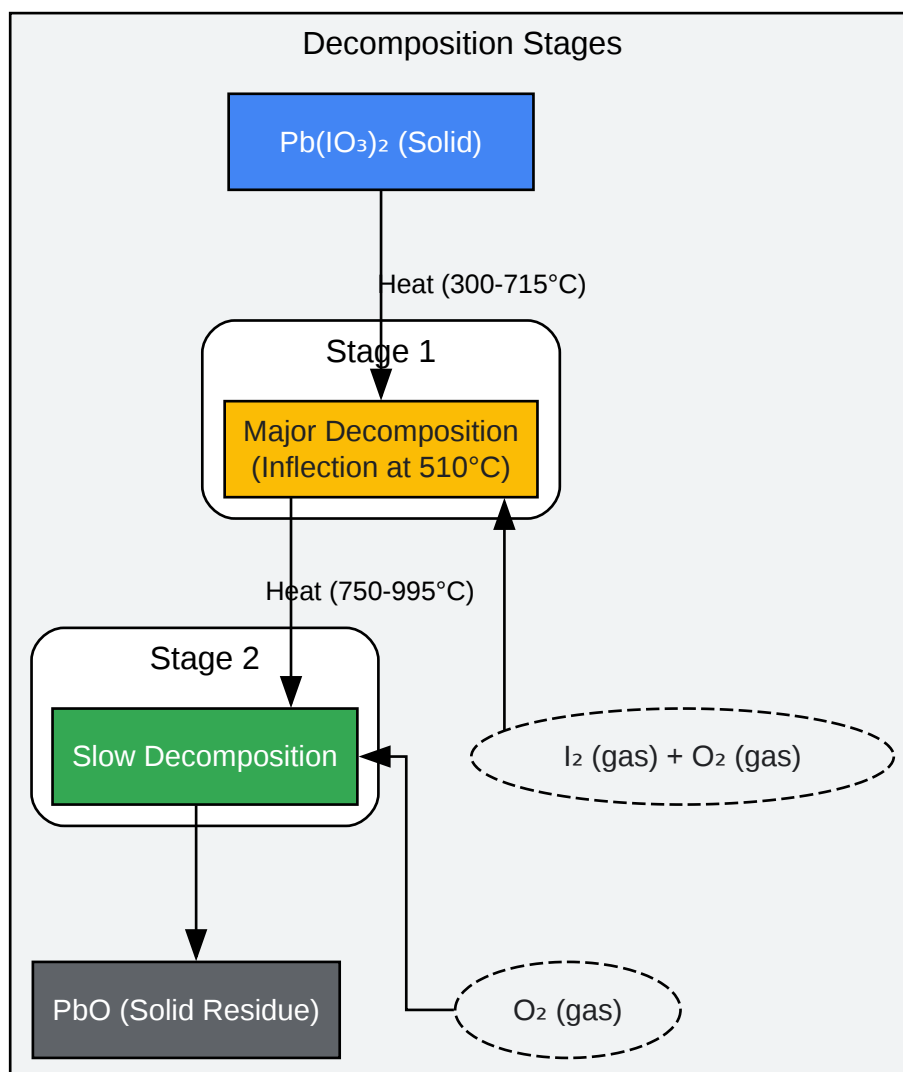 Decomposition Stages
Pb(IO₃)₂ (Solid)
Heat (300-715°C)
Stage 1
Major Decomposition
(Inflection at 510°C)
Heat (750-995°C)
Stage 2
Slow Decomposition
I₂ (gas) + O₂ (gas)
PbO (Solid Residue)
O₂ (gas)